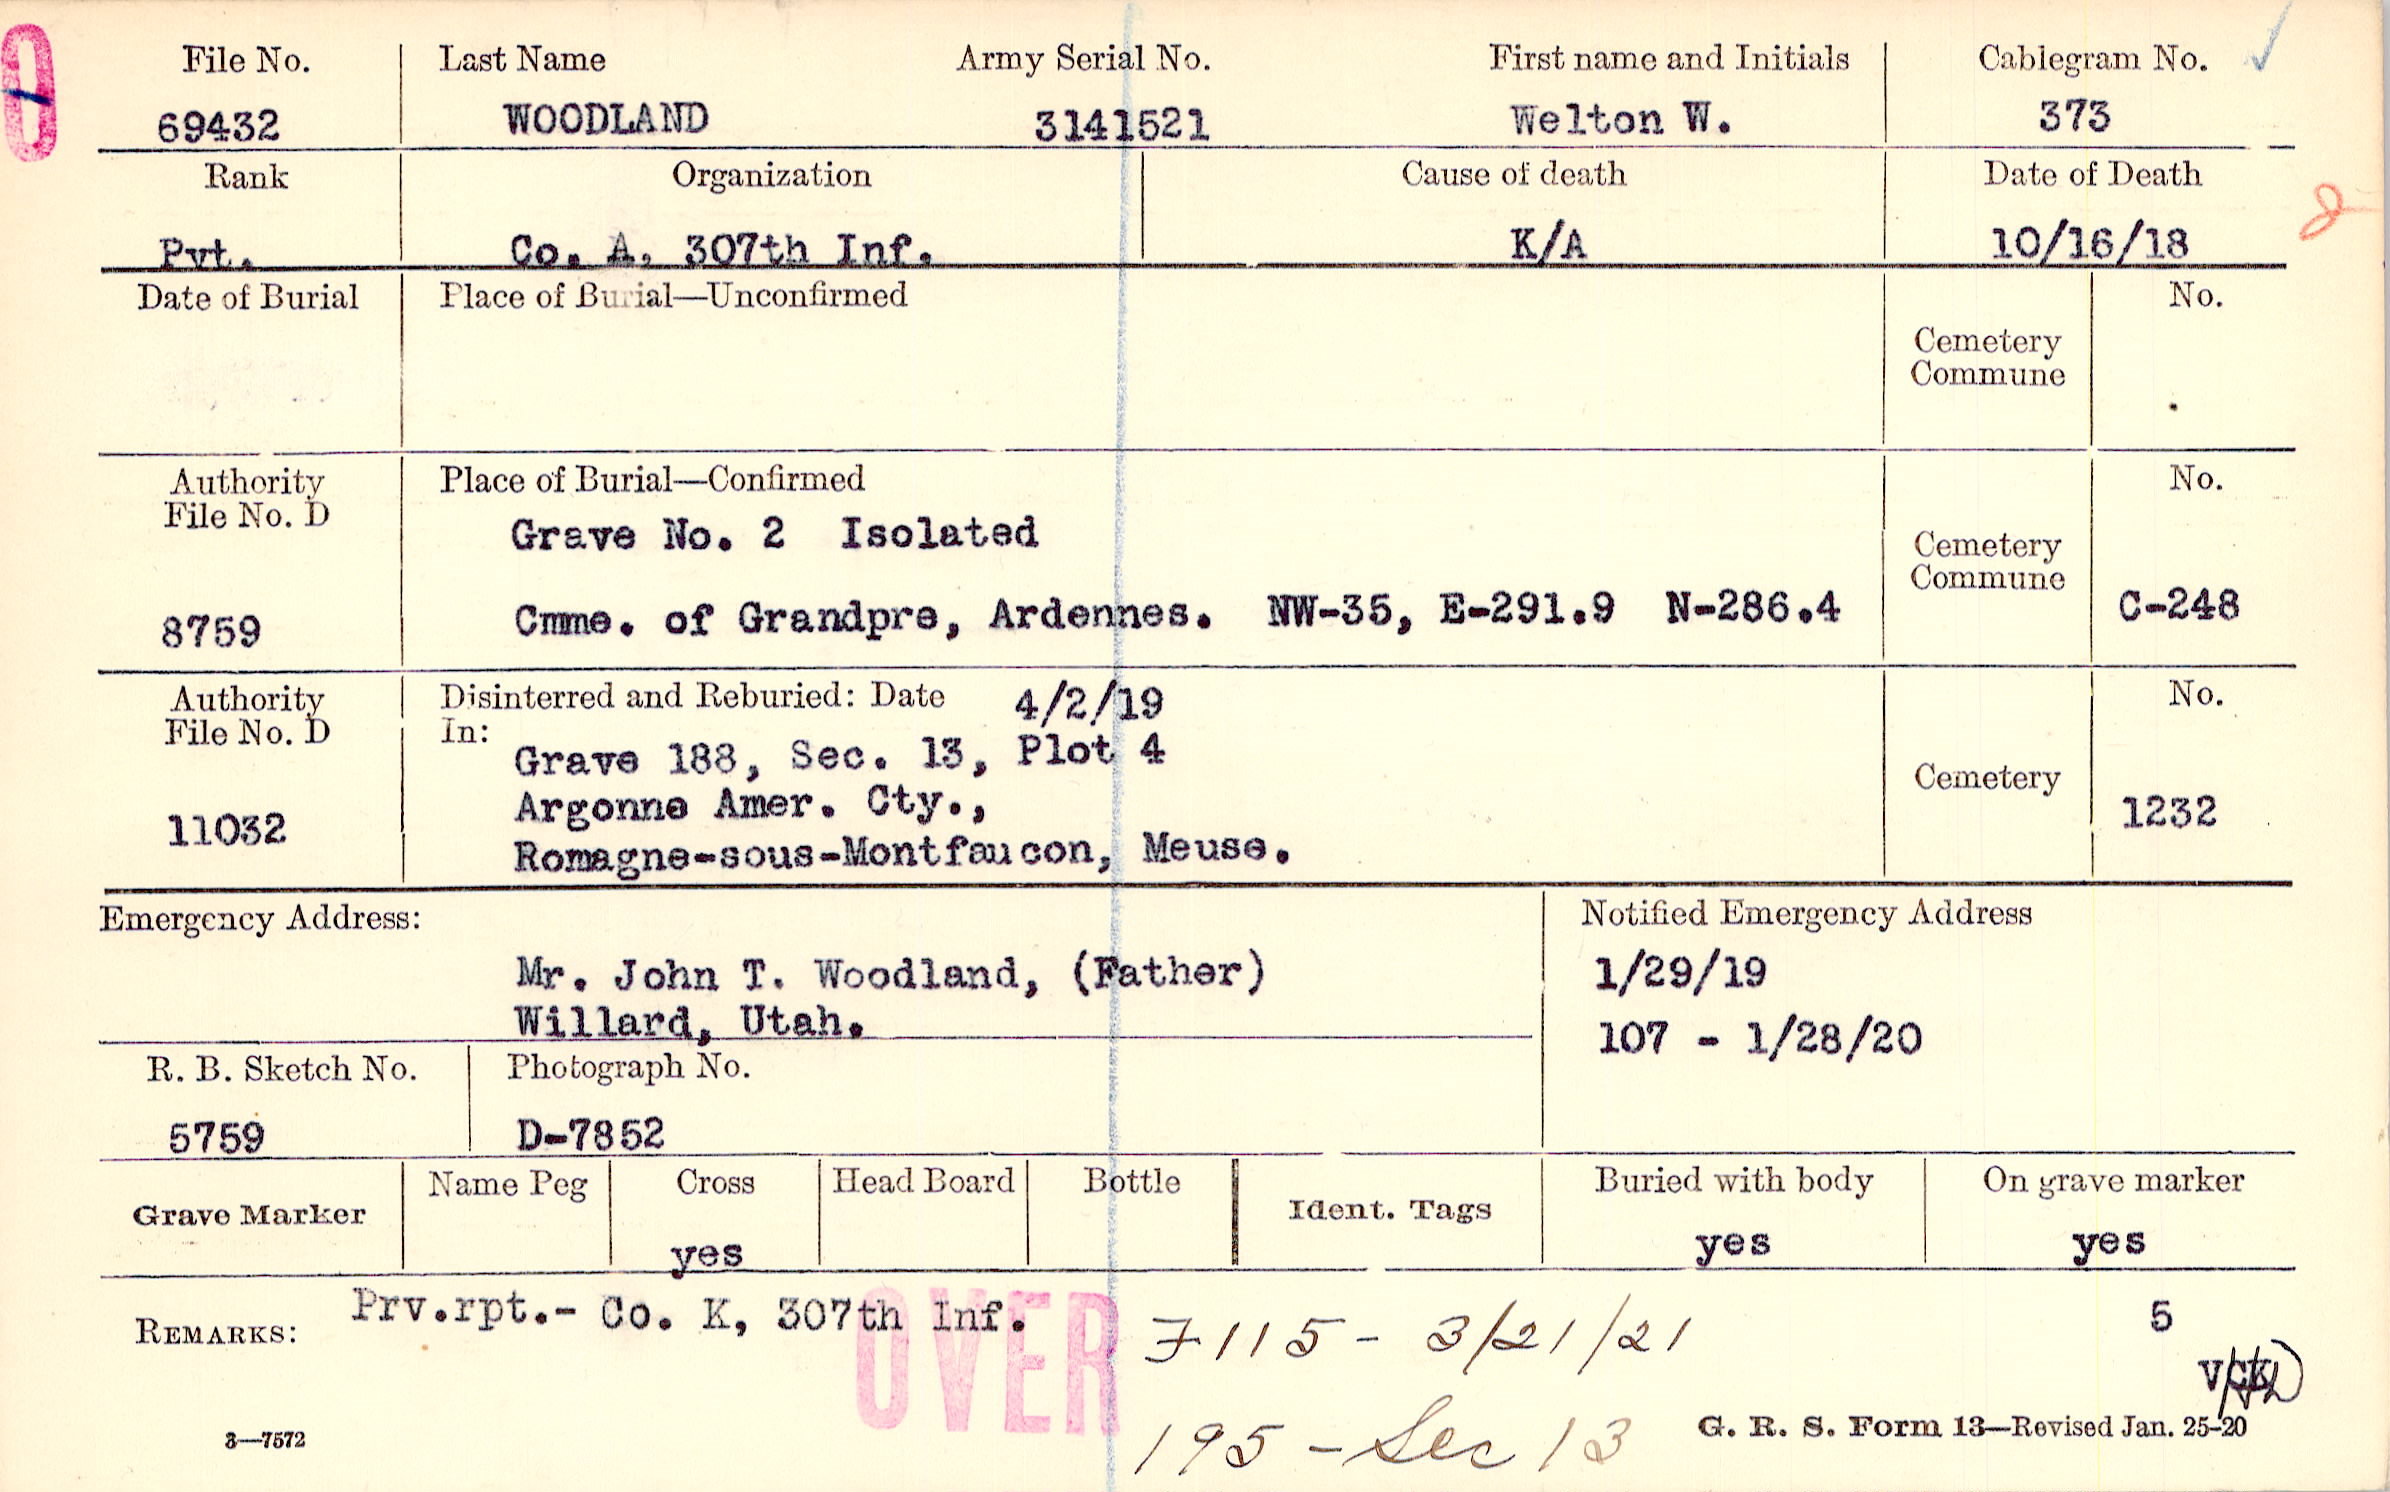 File No. Last Name Army Serial No. First name and Initials Cablegram No.
69432 WOODLAND 3141521 Welton W. 373
Rank Organization Cause of death Date of Death
Pvt. Co. A, 307th Inf. K/A 10/16/18
Date of Burial Place of Burial—Unconfirmed No.
Cemetery
Commune
Authority Place of Burial—Confirmed No.
File No. D
Grave No. 2 Isolated
Cemetery
Commune
8759 Cmme. of Grandpre, Ardennes. NW-35, E-291.9 N-286.4 C-248
Authority Disinterred and Reburied: Date 4/2/19 No.
File No. D In:
Grave 188, Sec. 13, Plot 4
Cemetery
11032 Argonne Amer. Cty., 1232
Romagne-sous-Montfaucon, Meuse.
Emergency Address: Notified Emergency Address
Mr. John T. Woodland, (Father) 1/29/19
Willard, Utah. 107 - 1/28/20
R. B. Sketch No. Photograph No.
5759 D-7852
Grave Marker Name Peg Cross Head Board Bottle Ident. Tags Buried with body On grave marker
yes yes yes
REMARKS: Prv.rpt.- Co. K, 307th Inf. 5
OVER
F115 - 3/21/21
195 - Sec 13
3—7572 G. R. S. Form 13—Revised Jan. 25-20